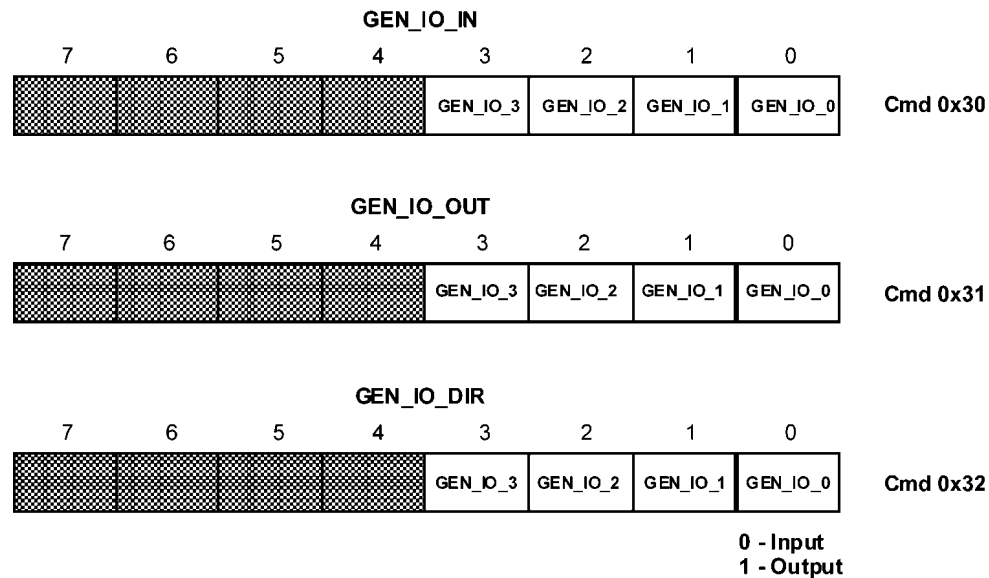 GEN_IO_IN
7 6 5 4 3 2 1 0
GEN_IO_3 GEN_IO_2 GEN_IO_1 GEN_IO_0 Cmd 0x30
GEN_IO_OUT
7 6 5 4 3 2 1 0
GEN_IO_3 GEN_IO_2 GEN_IO_1 GEN_IO_0 Cmd 0x31
GEN_IO_DIR
7 6 5 4 3 2 1 0
GEN_IO_3 GEN_IO_2 GEN_IO_1 GEN_IO_0 Cmd 0x32
0 - Input
1 - Output